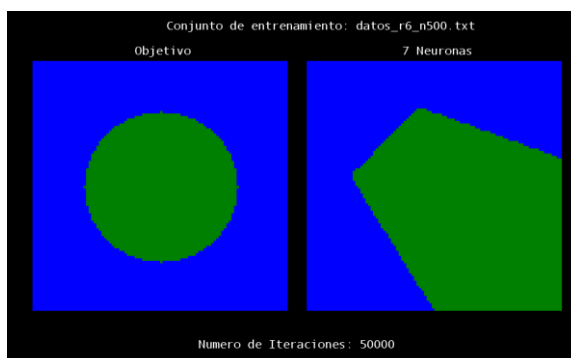 Conjunto de entrenamiento: datos_r6_n500.txt
Objetivo
7 Neuronas
Numero de Iteraciones: 50000